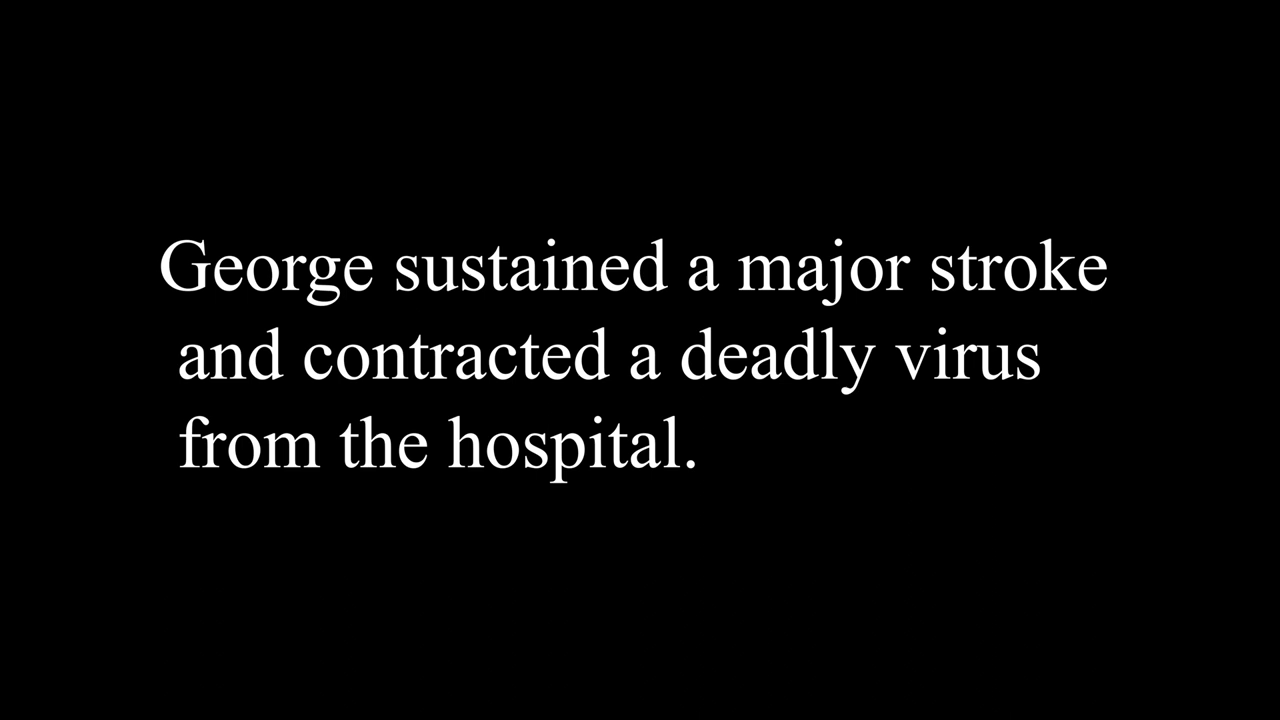 George sustained a major stroke
and contracted a deadly virus
from the hospital.